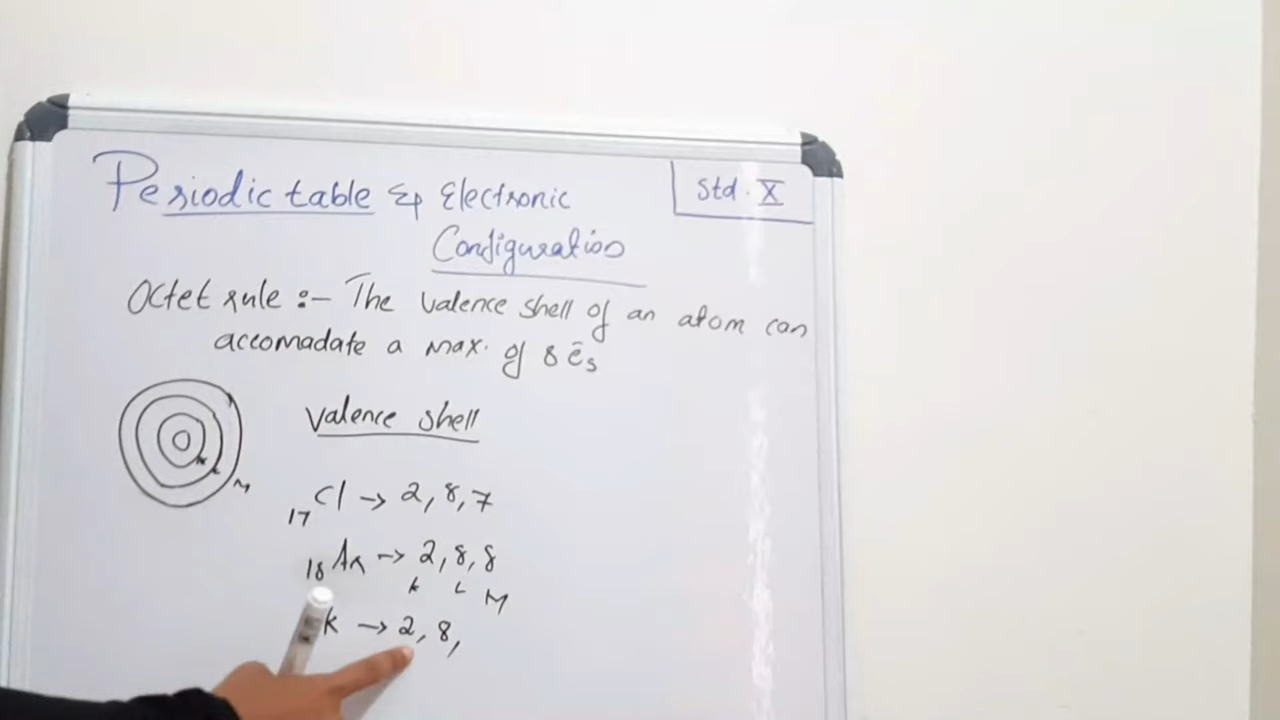 Periodic table & Electronic
Configuration
Std. X
Octet rule :- The valence shell of an atom can
accomadate a max. of 8 ēs
K L M
valence shell
17Cl → 2, 8, 7
18Ar → 2, 8, 8
K L M
K → 2, 8,